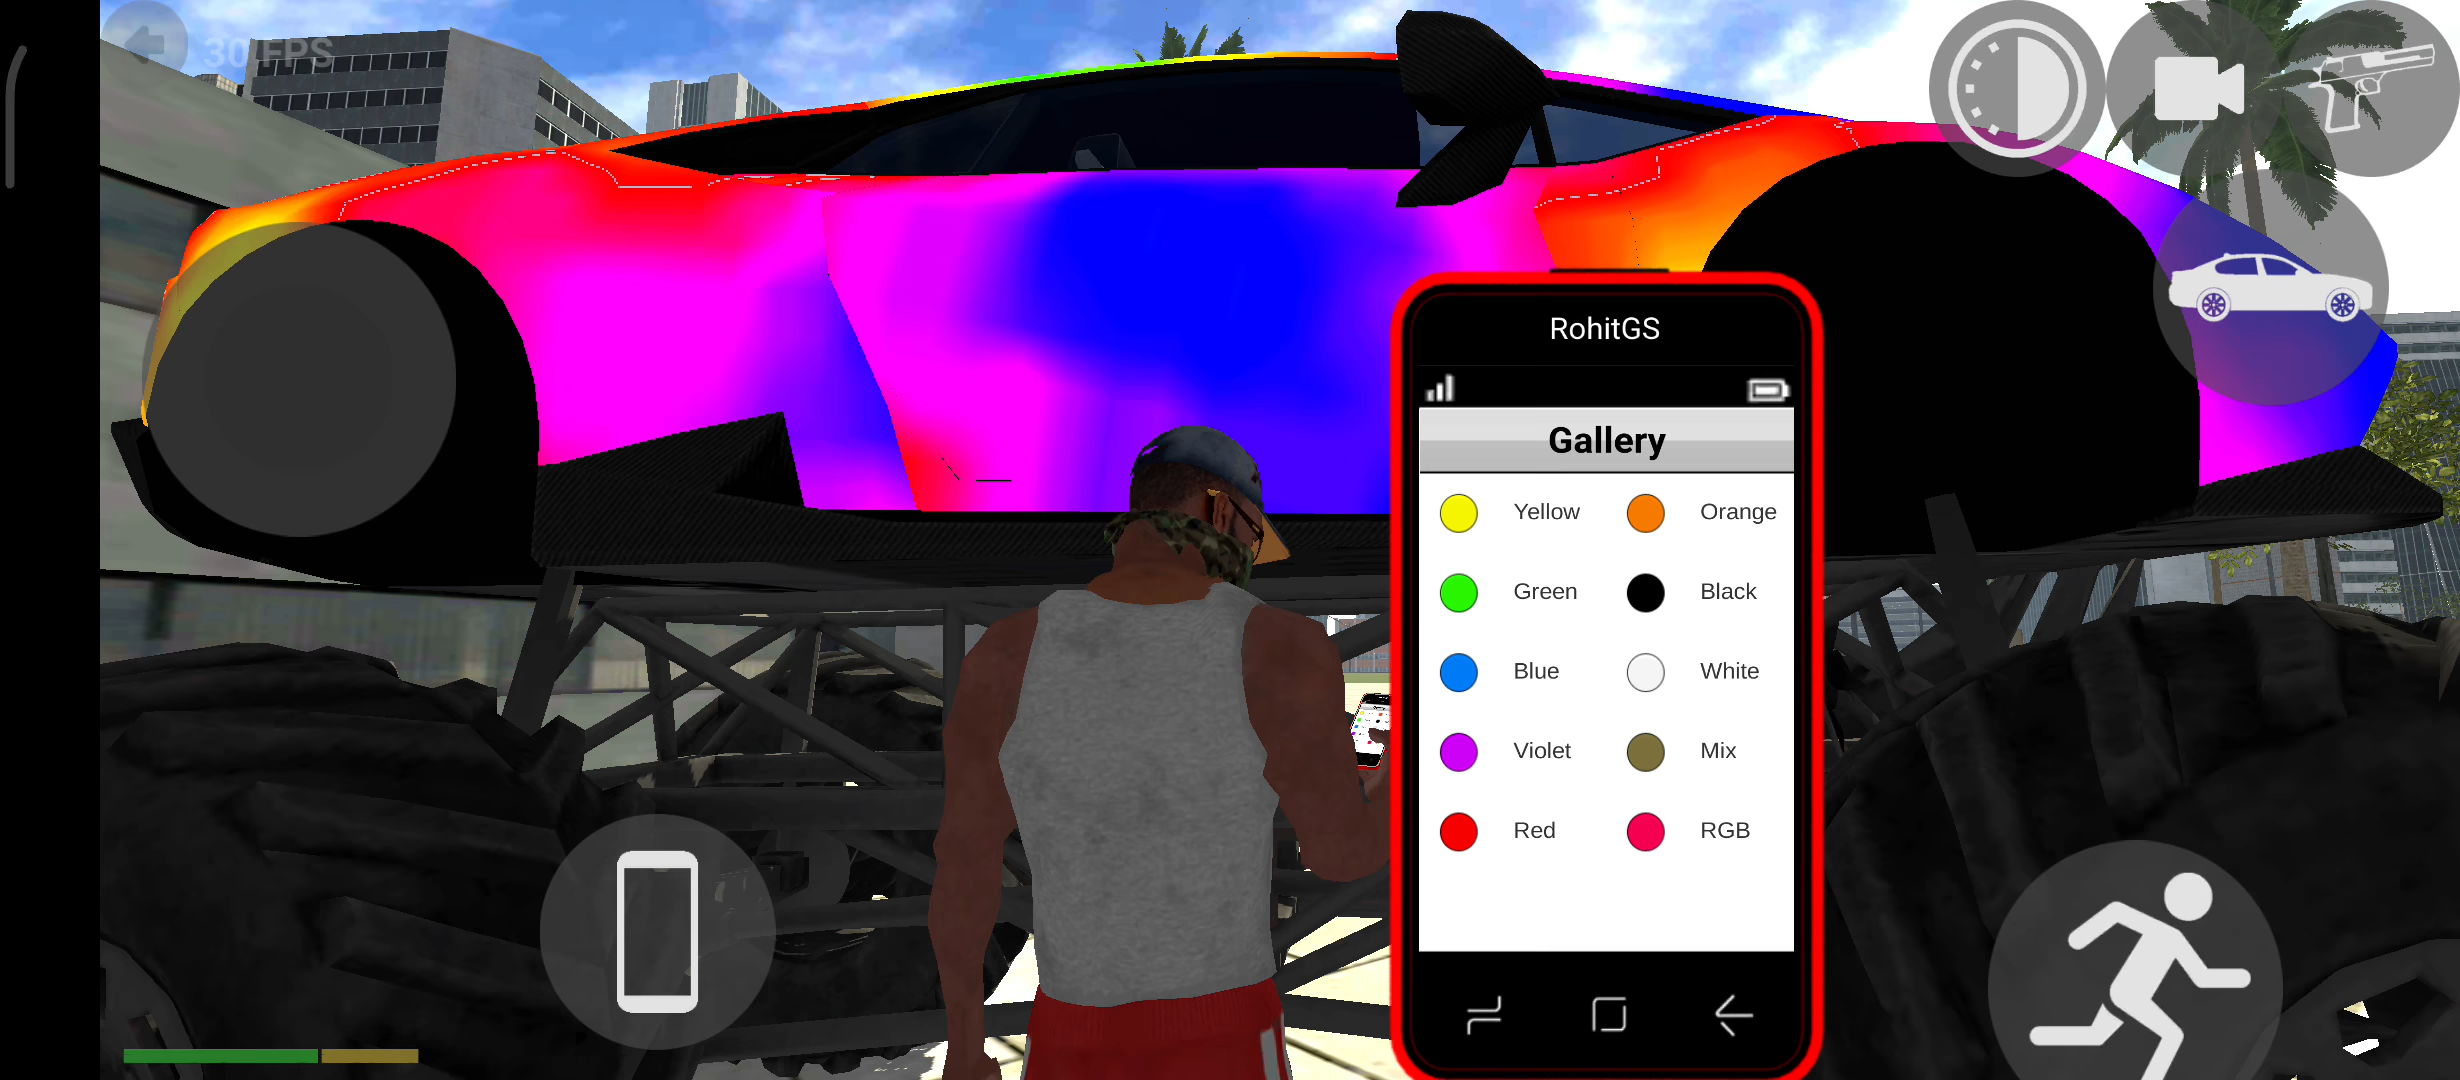 30 FPS
RohitGS
Gallery
Yellow Orange
Green Black
Blue White
Violet Mix
Red RGB